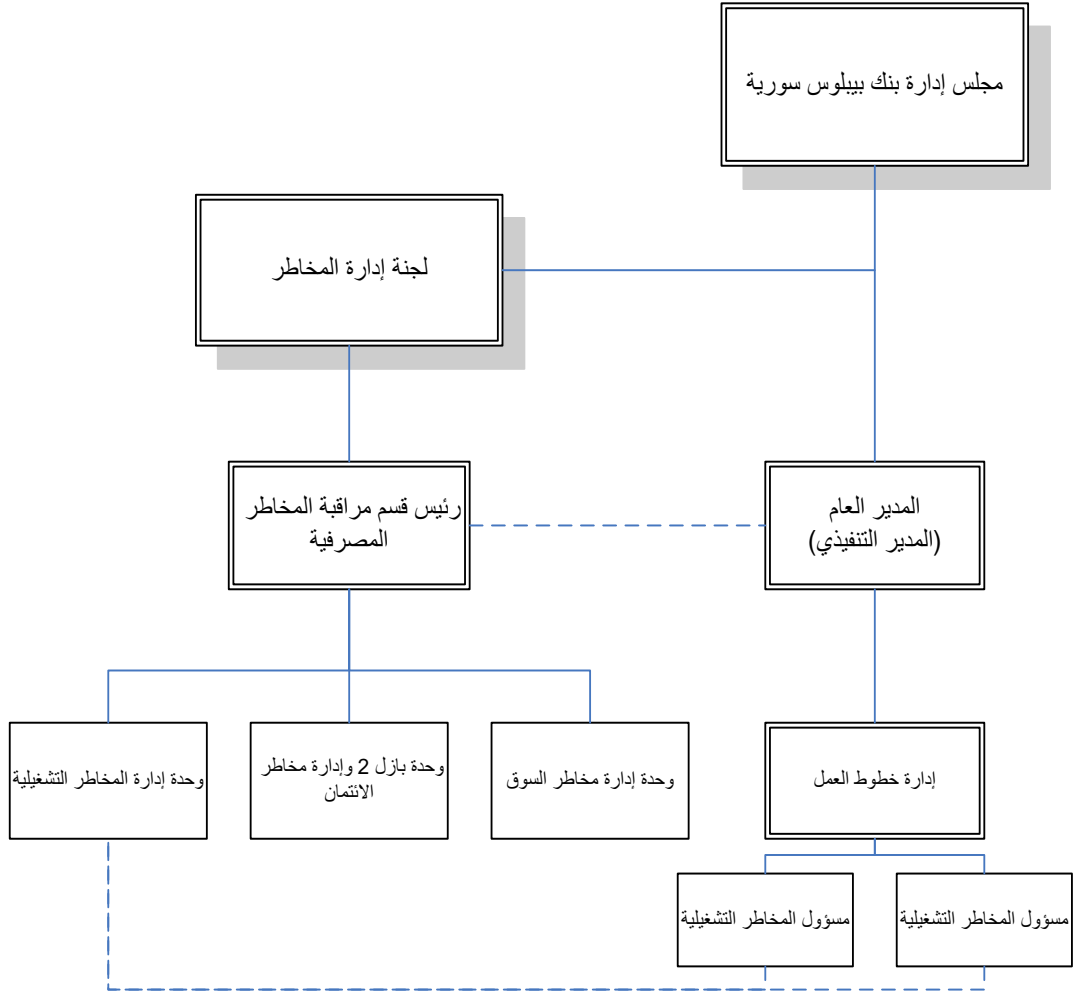 مجلس إدارة بنك بيبلوس سورية
لجنة إدارة المخاطر
المدير العام
(المدير التنفيذي)
رئيس قسم مراقبة المخاطر
المصرفية
إدارة خطوط العمل
وحدة إدارة مخاطر السوق
وحدة بازل 2 وإدارة مخاطر
الائتمان
وحدة إدارة المخاطر التشغيلية
مسؤول المخاطر التشغيلية
مسؤول المخاطر التشغيلية